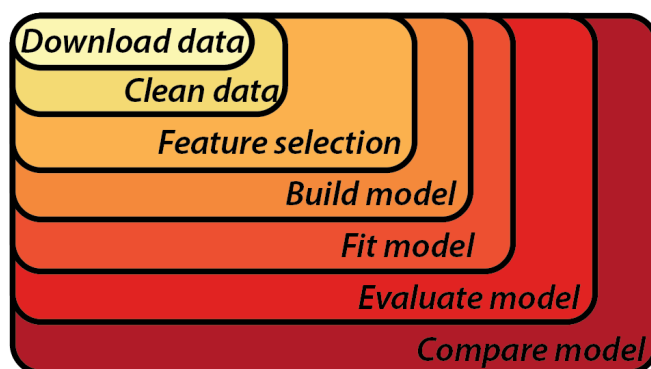 Download data
Clean data
Feature selection
Build model
Fit model
Evaluate model
Compare model